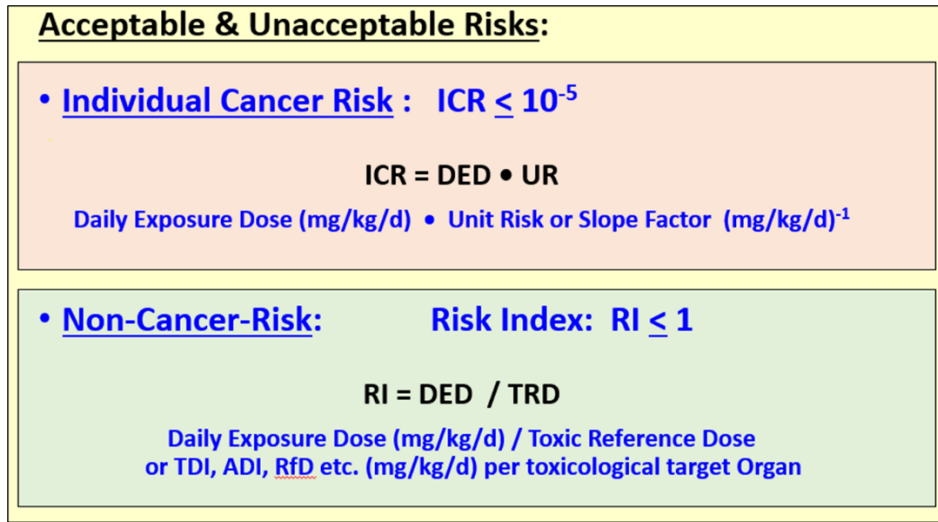 Acceptable & Unacceptable Risks:
• Individual Cancer Risk : ICR ≤ 10⁻⁵
ICR = DED • UR
Daily Exposure Dose (mg/kg/d) • Unit Risk or Slope Factor (mg/kg/d)⁻¹
• Non-Cancer-Risk: Risk Index: RI ≤ 1
RI = DED / TRD
Daily Exposure Dose (mg/kg/d) / Toxic Reference Dose
or TDI, ADI, RfD etc. (mg/kg/d) per toxicological target Organ